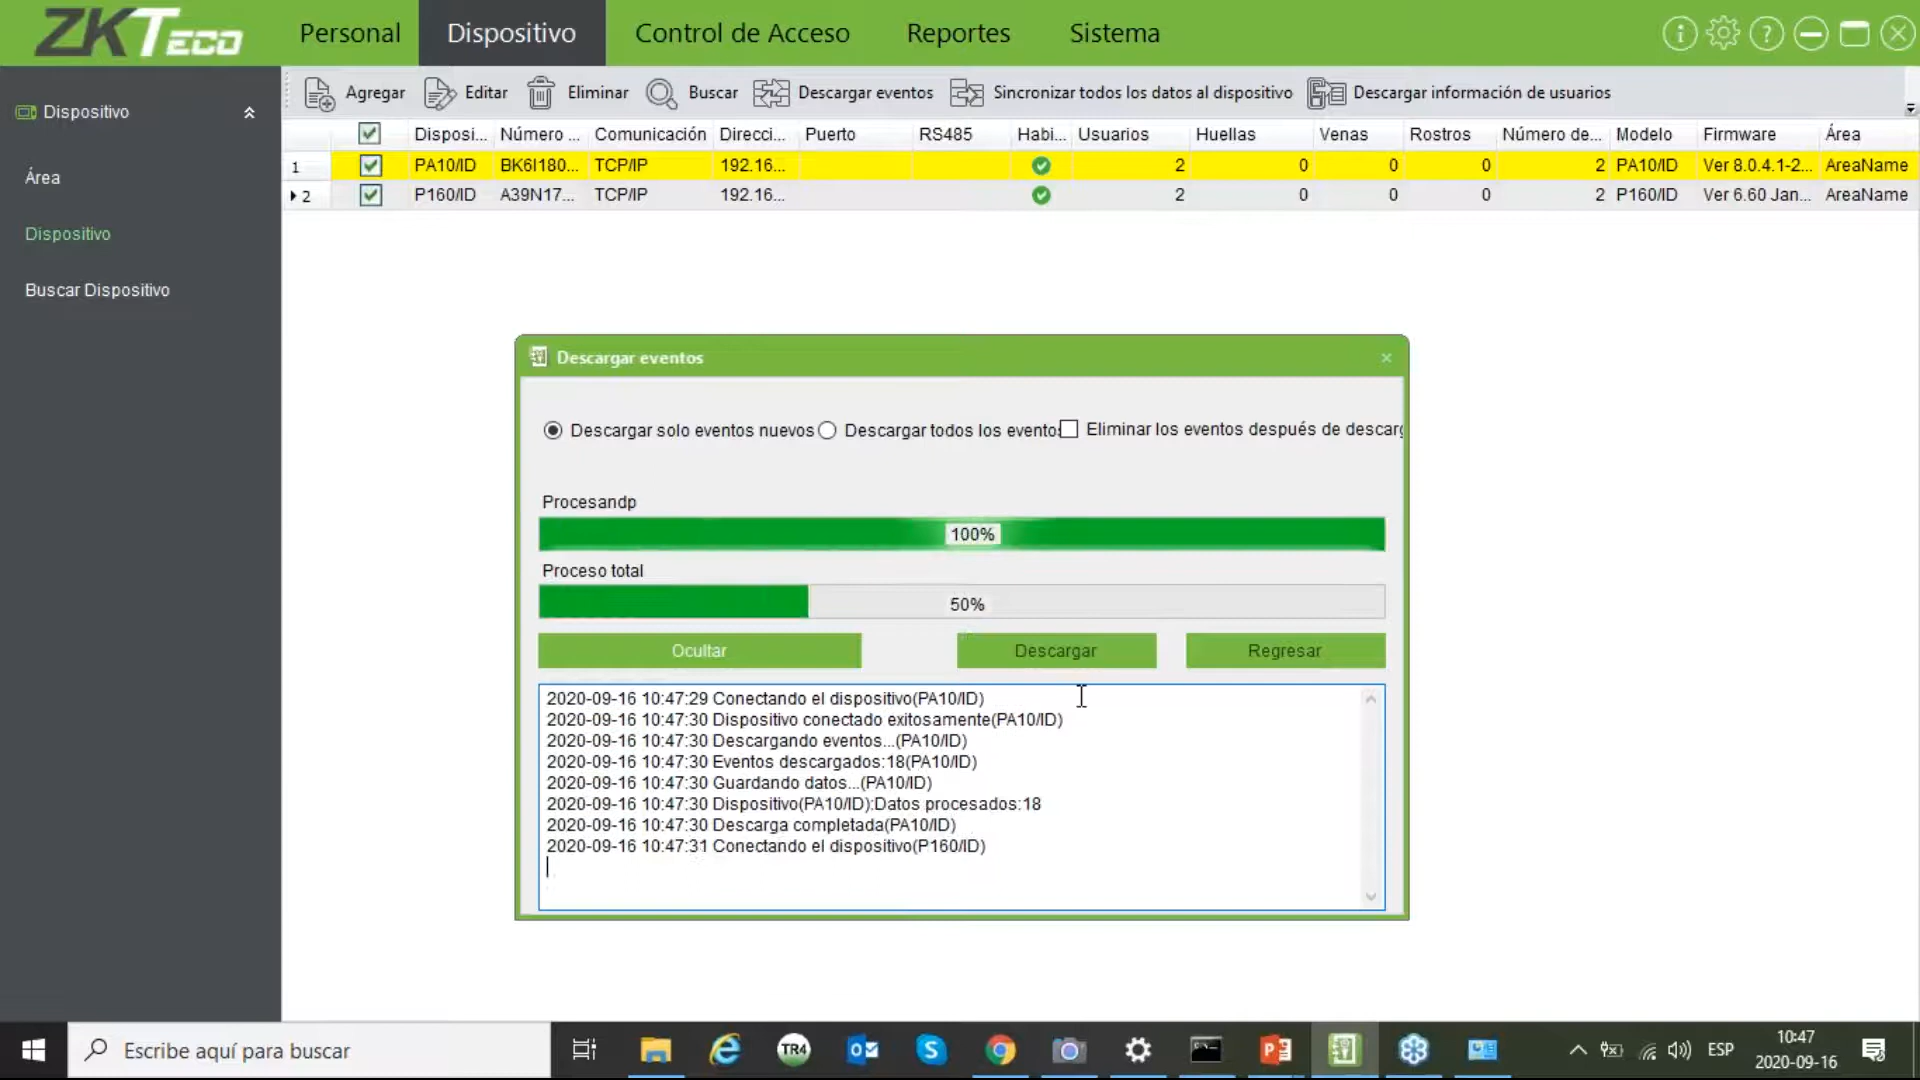 ZKTeco Personal Dispositivo Control de Acceso Reportes Sistema
Dispositivo
Área
Dispositivo
Buscar Dispositivo
Agregar Editar Eliminar Buscar Descargar eventos Sincronizar todos los datos al dispositivo Descargar información de usuarios
Disposi... Número ... Comunicación Direcci... Puerto RS485 Habi... Usuarios Huellas Venas Rostros Número de... Modelo Firmware Área
1 PA10/ID BK6I180... TCP/IP 192.16... 2 0 0 0 2 PA10/ID Ver 8.0.4.1-2... AreaName
2 P160/ID A39N17... TCP/IP 192.16... 2 0 0 0 2 P160/ID Ver 6.60 Jan... AreaName
Descargar eventos
Descargar solo eventos nuevos Descargar todos los evento Eliminar los eventos después de descar
Procesandp
100%
Proceso total
50%
Ocultar Descargar Regresar
2020-09-16 10:47:29 Conectando el dispositivo(PA10/ID)
2020-09-16 10:47:30 Dispositivo conectado exitosamente(PA10/ID)
2020-09-16 10:47:30 Descargando eventos...(PA10/ID)
2020-09-16 10:47:30 Eventos descargados:18(PA10/ID)
2020-09-16 10:47:30 Guardando datos...(PA10/ID)
2020-09-16 10:47:30 Dispositivo(PA10/ID):Datos procesados:18
2020-09-16 10:47:30 Descarga completada(PA10/ID)
2020-09-16 10:47:31 Conectando el dispositivo(P160/ID)
Escribe aquí para buscar
TR4
ESP
10:47
2020-09-16